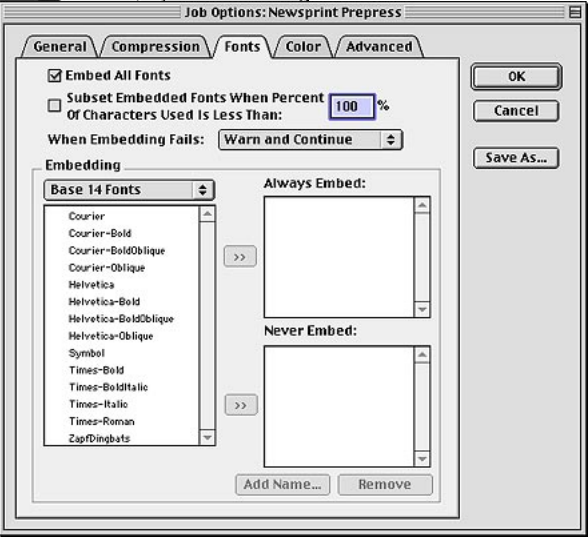 Job Options: Newsprint Prepress
General Compression Fonts Color Advanced
Embed All Fonts
Subset Embedded Fonts When Percent
Of Characters Used Is Less Than: 100 %
When Embedding Fails: Warn and Continue
OK
Cancel
Save As...
Embedding
Base 14 Fonts
Courier
Courier-Bold
Courier-BoldOblique
Courier-Oblique
Helvetica
Helvetica-Bold
Helvetica-BoldOblique
Helvetica-Oblique
Symbol
Times-Bold
Times-BoldItalic
Times-Italic
Times-Roman
ZapfDingbats
>>
>>
Always Embed:
Never Embed:
Add Name... Remove